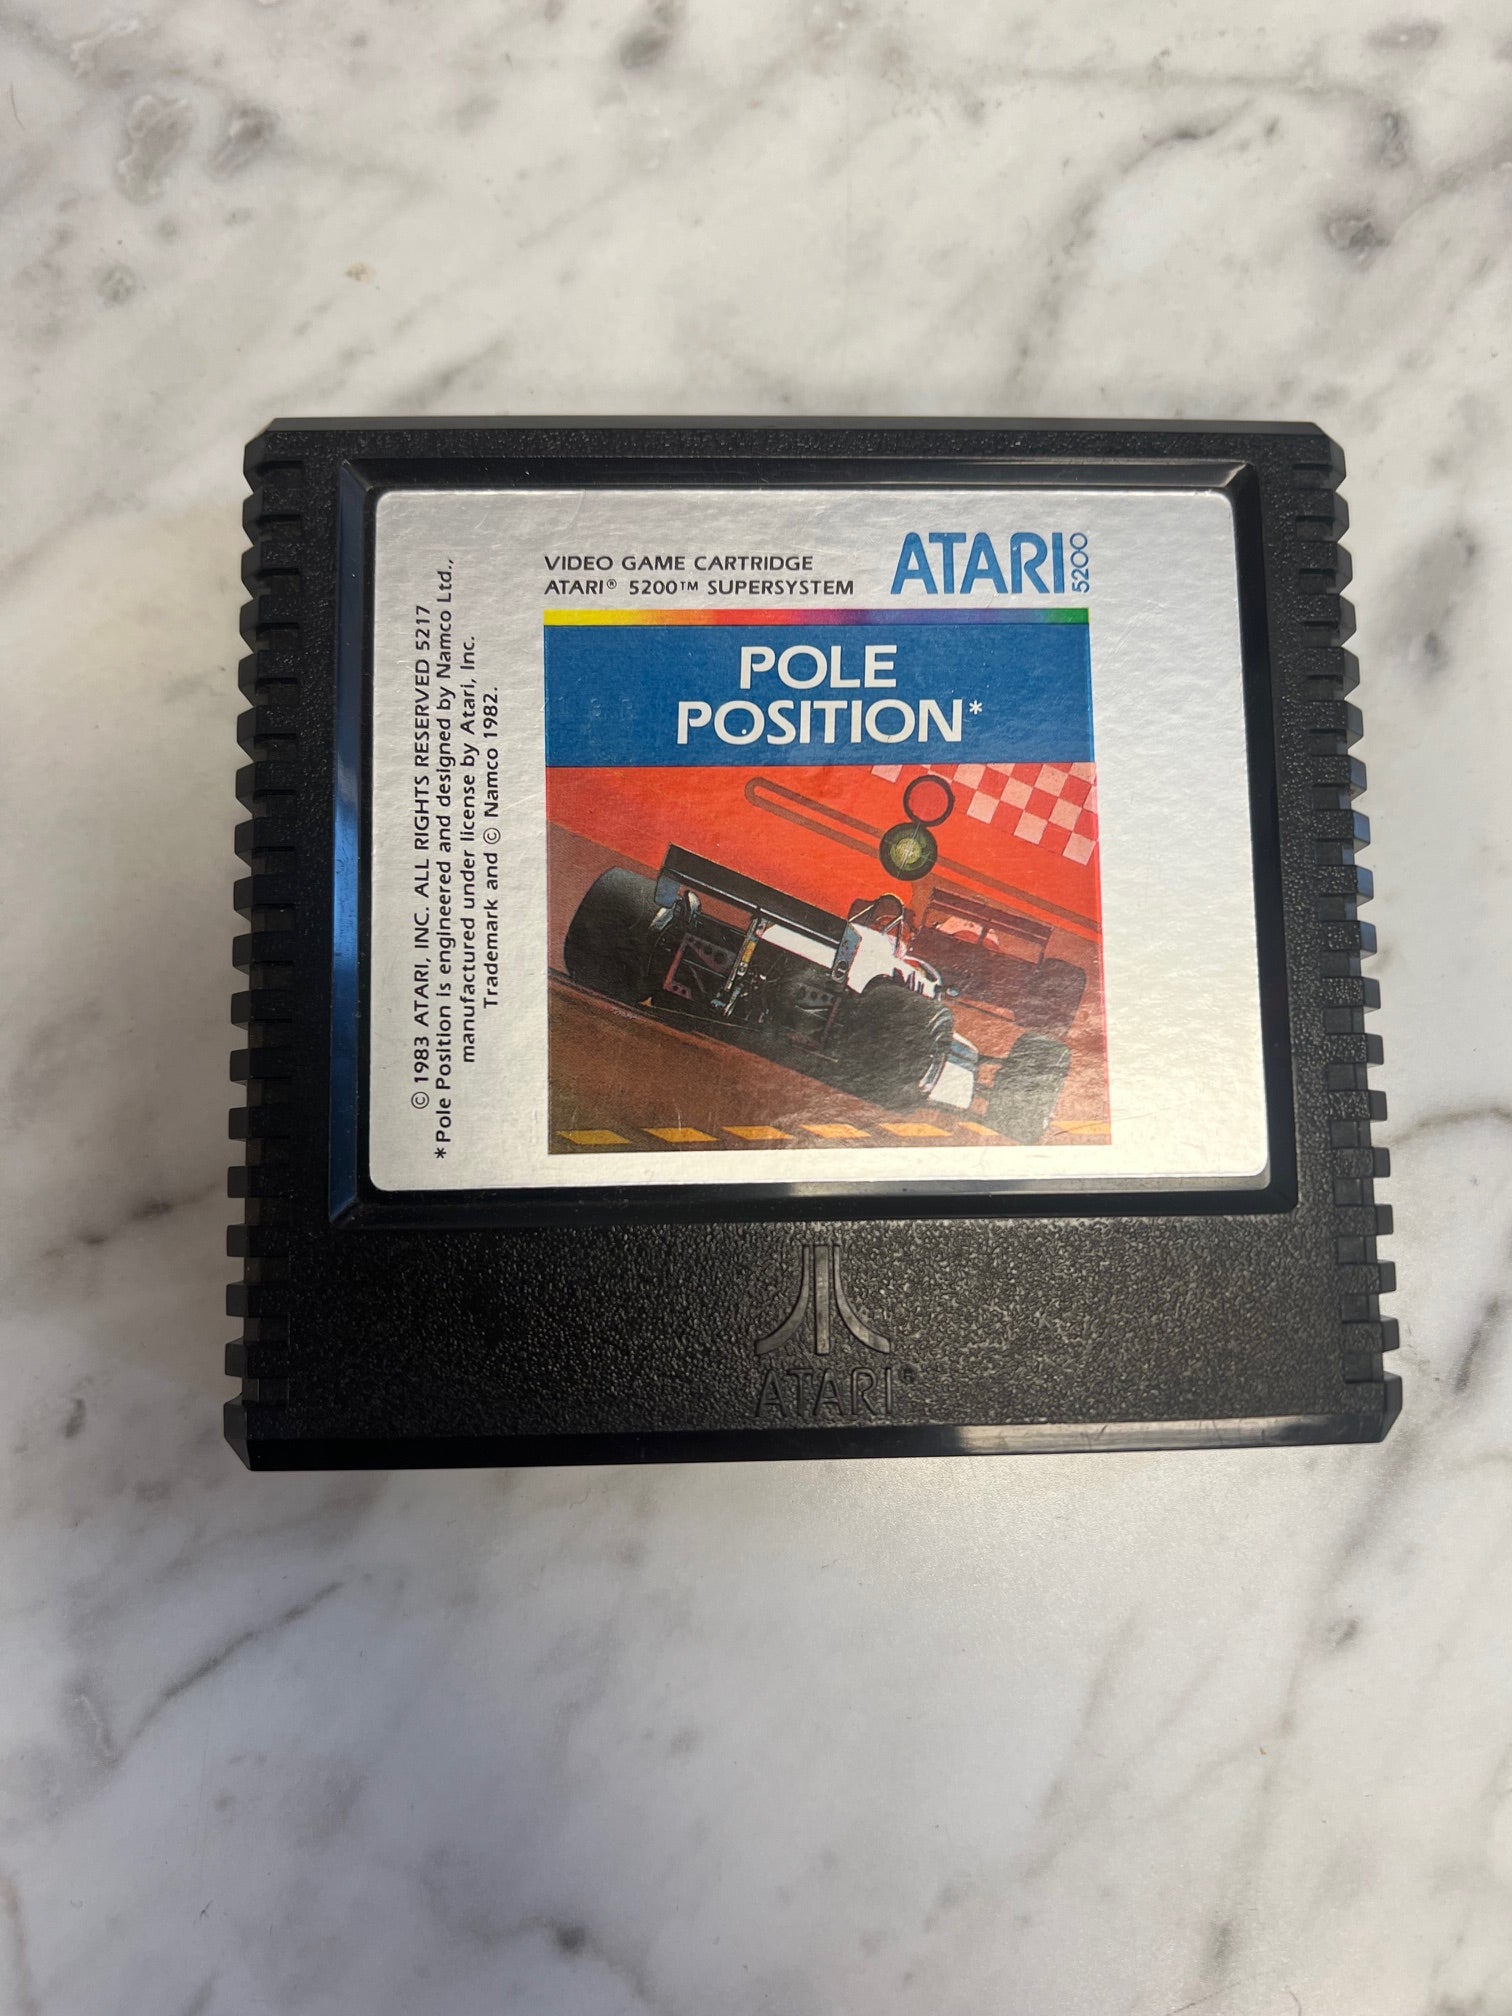 VIDEO GAME CARTRIDGE
ATARI® 5200™ SUPERSYSTEM
ATARI 5200
POLE
POSITION*
© 1983 ATARI, INC. ALL RIGHTS RESERVED 5217
*Pole Position is engineered and designed by Namco Ltd.,
manufactured under license by Atari, Inc.
Trademark and © Namco 1982.
ATARI®